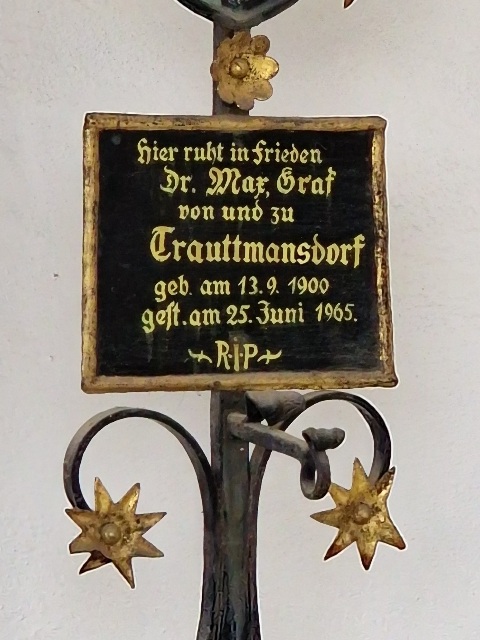 Hier ruht in Frieden
Dr. Max, Graf
von und zu
Trauttmansdorf
geb. am 13.9. 1900
gest. am 25. Juni 1965.
R·I·P